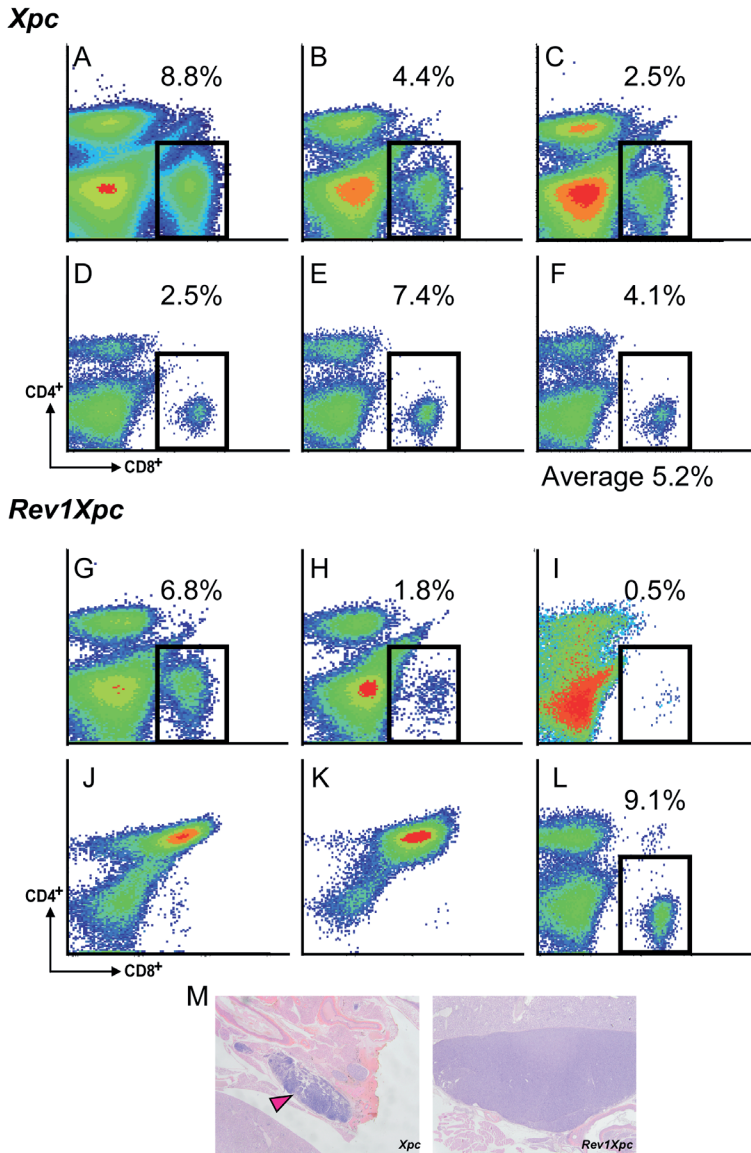 Xpc
A 8.8%
B 4.4%
C 2.5%
D 2.5%
E 7.4%
F 4.1%
CD4+
CD8+
Average 5.2%
Rev1Xpc
G 6.8%
H 1.8%
I 0.5%
J
K
L 9.1%
CD4+
CD8+
M
Xpc
Rev1Xpc